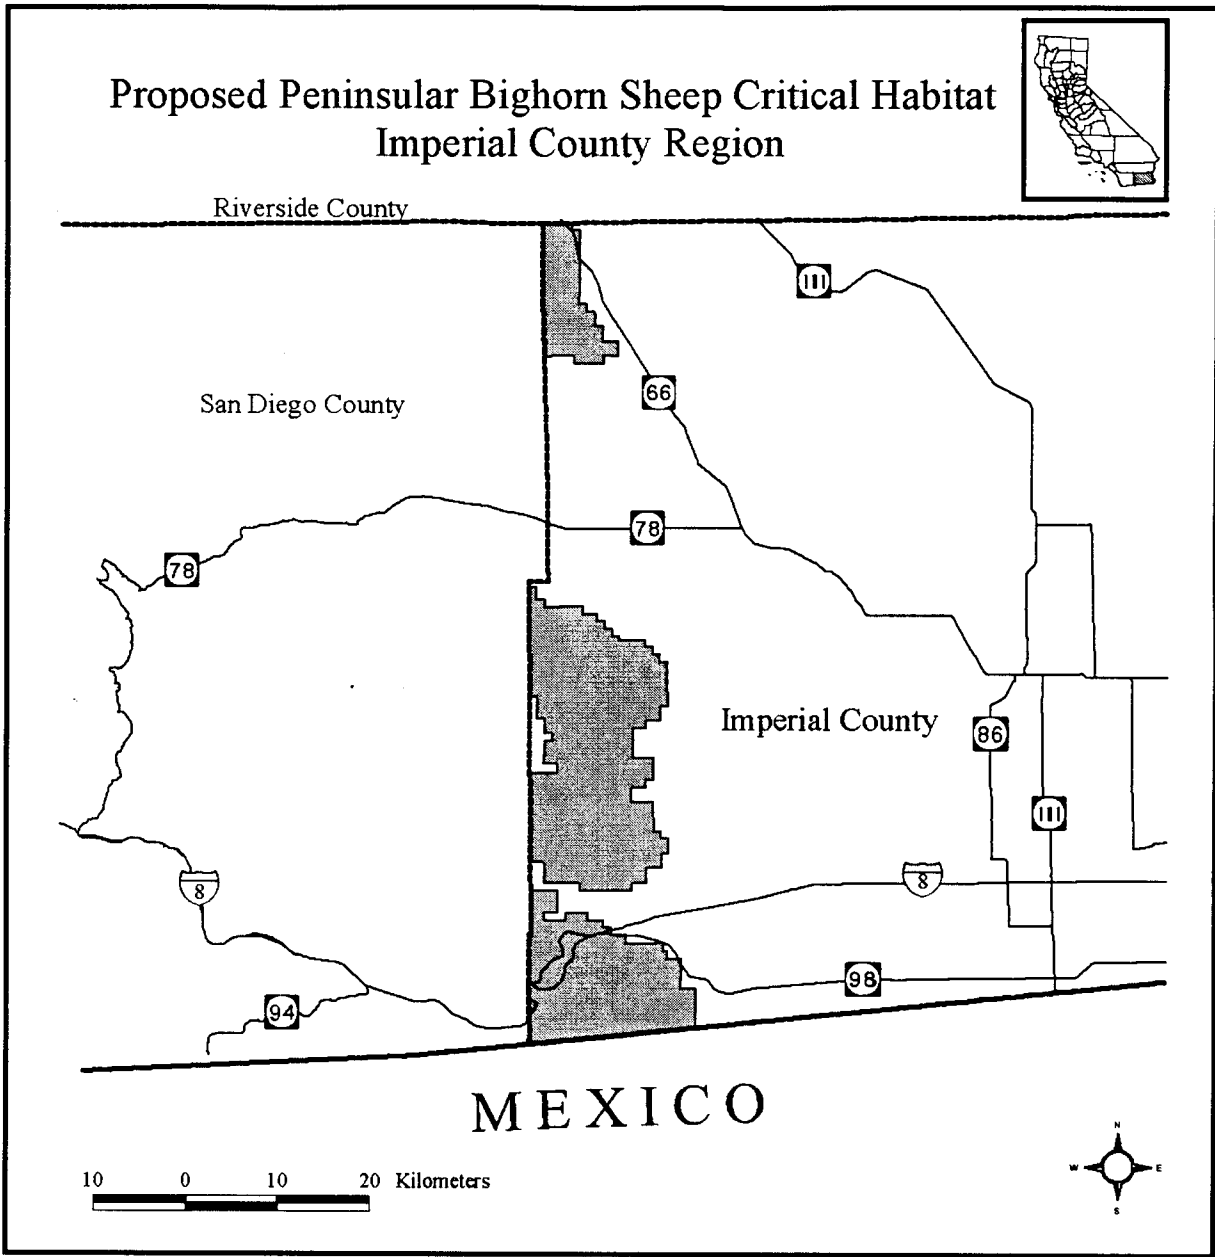 Proposed Peninsular Bighorn Sheep Critical Habitat
Imperial County Region
Riverside County
111
66
San Diego County
78
78
Imperial County
86
111
8
8
98
94
MEXICO
N
W E
S
10 0 10 20 Kilometers